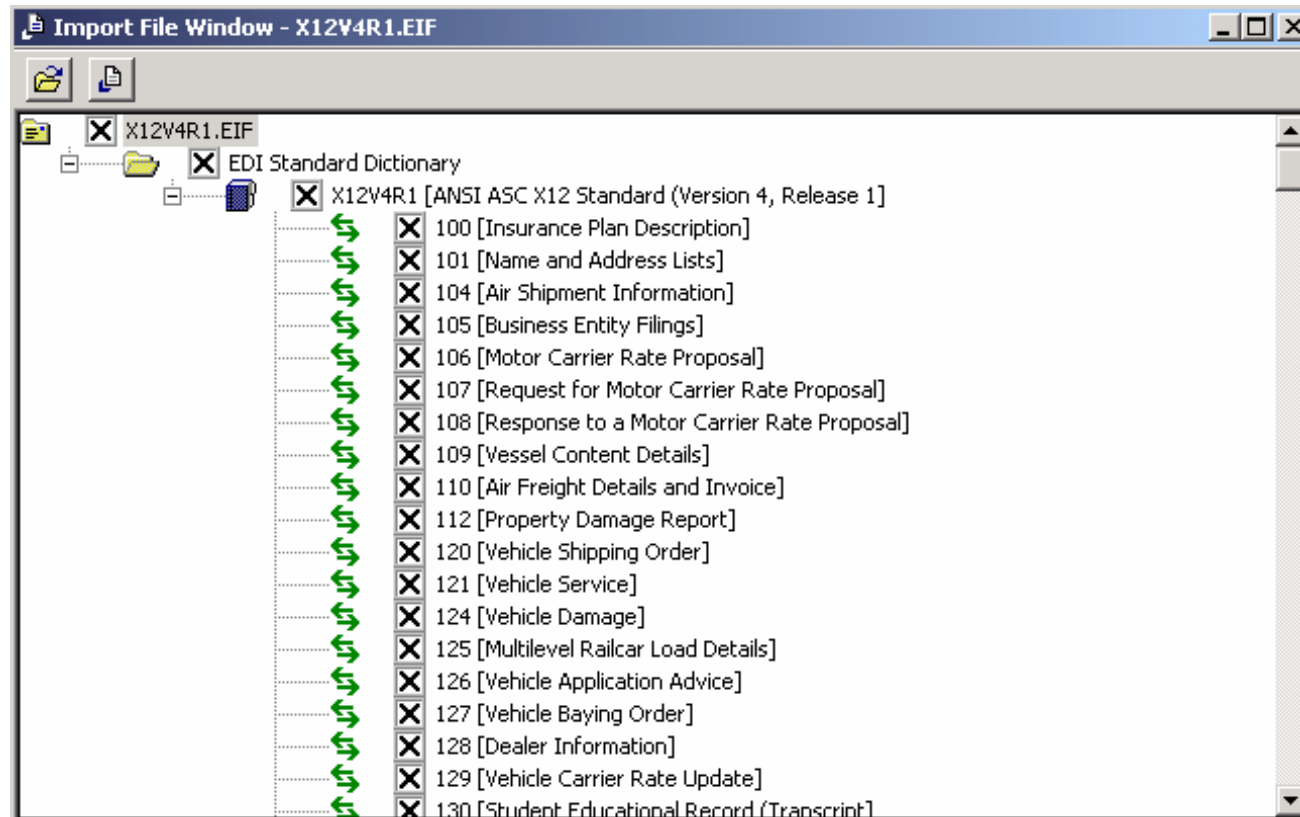 Import File Window - X12V4R1.EIF
X12V4R1.EIF
EDI Standard Dictionary
X12V4R1 [ANSI ASC X12 Standard (Version 4, Release 1]
100 [Insurance Plan Description]
101 [Name and Address Lists]
104 [Air Shipment Information]
105 [Business Entity Filings]
106 [Motor Carrier Rate Proposal]
107 [Request for Motor Carrier Rate Proposal]
108 [Response to a Motor Carrier Rate Proposal]
109 [Vessel Content Details]
110 [Air Freight Details and Invoice]
112 [Property Damage Report]
120 [Vehicle Shipping Order]
121 [Vehicle Service]
124 [Vehicle Damage]
125 [Multilevel Railcar Load Details]
126 [Vehicle Application Advice]
127 [Vehicle Baying Order]
128 [Dealer Information]
129 [Vehicle Carrier Rate Update]
130 [Student Educational Record (Transcript]